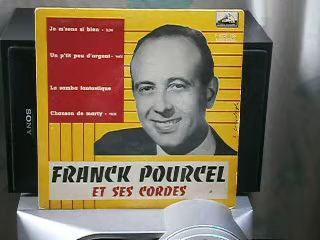 Je m'sens si bien
Un p'tit peu d'argent
La samba fantastique
Chanson de marty
FRANCK POURCEL
ET SES CORDES
SONY